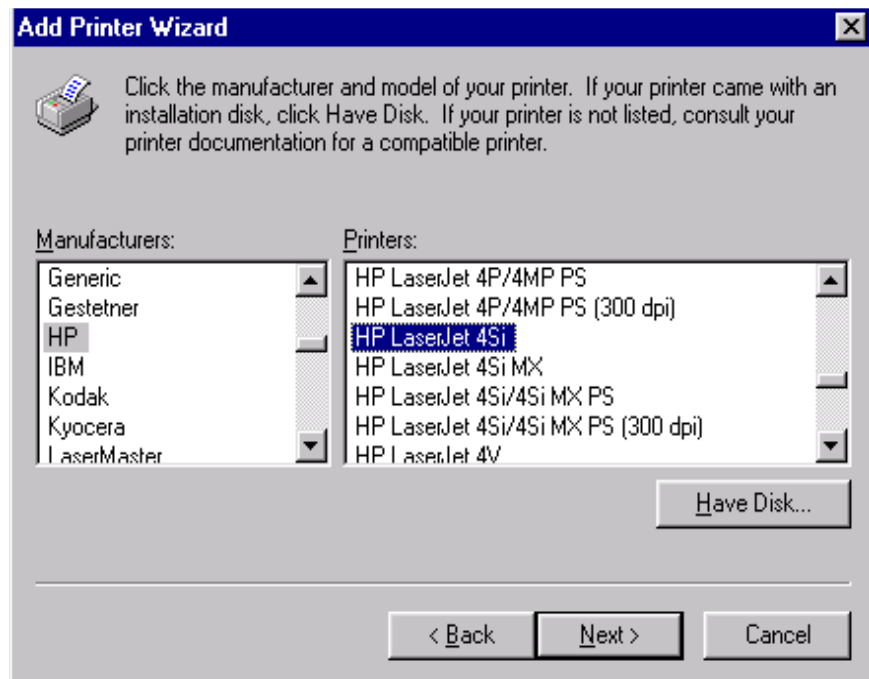 Add Printer Wizard
Click the manufacturer and model of your printer. If your printer came with an
installation disk, click Have Disk. If your printer is not listed, consult your
printer documentation for a compatible printer.
Manufacturers:
Generic
Gestetner
HP
IBM
Kodak
Kyocera
LaserMaster
Printers:
HP LaserJet 4P/4MP PS
HP LaserJet 4P/4MP PS (300 dpi)
HP LaserJet 4Si
HP LaserJet 4Si MX
HP LaserJet 4Si/4Si MX PS
HP LaserJet 4Si/4Si MX PS (300 dpi)
HP LaserJet 4V
Have Disk...
< Back
Next >
Cancel